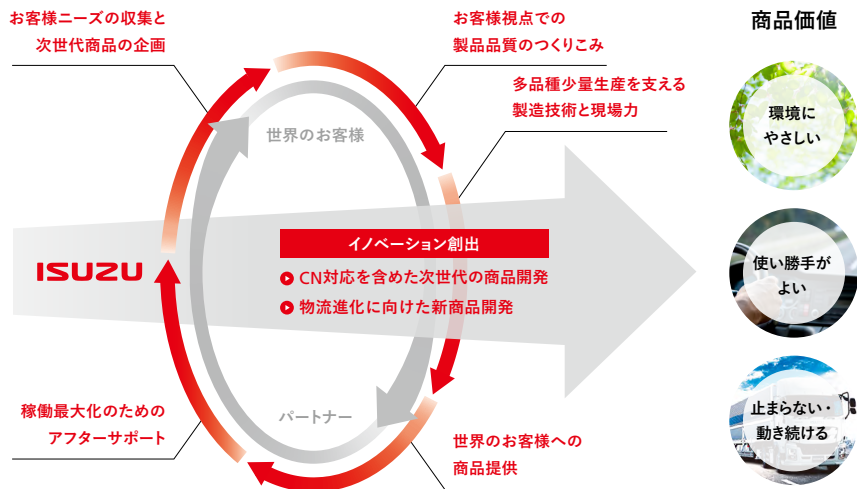 お客様ニーズの収集と
次世代商品の企画
お客様視点での
製品品質のつくりこみ
多品種少量生産を支える
製造技術と現場力
世界のお客様
ISUZU
イノベーション創出
CN対応を含めた次世代の商品開発
物流進化に向けた新商品開発
パートナー
稼働最大化のための
アフターサポート
世界のお客様への
商品提供
商品価値
環境に
やさしい
使い勝手が
よい
止まらない・
動き続ける